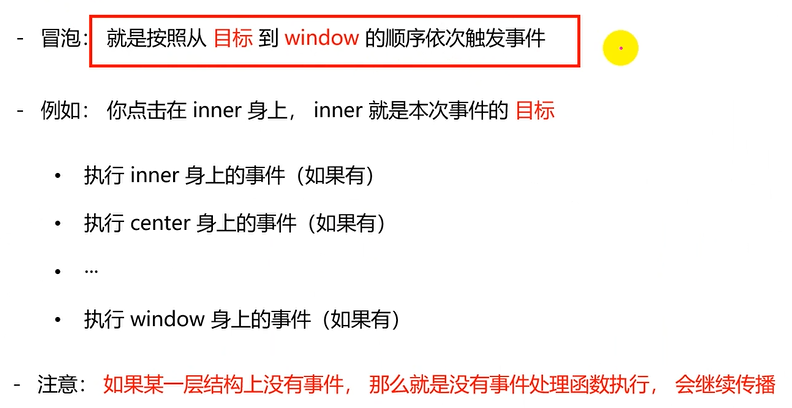 - 冒泡： 就是按照从 目标 到 window 的顺序依次触发事件
- 例如： 你点击在 inner 身上， inner 就是本次事件的 目标
• 执行 inner 身上的事件（如果有）
• 执行 center 身上的事件（如果有）
• ...
• 执行 window 身上的事件（如果有）
- 注意： 如果某一层结构上没有事件， 那么就是没有事件处理函数执行， 会继续传播